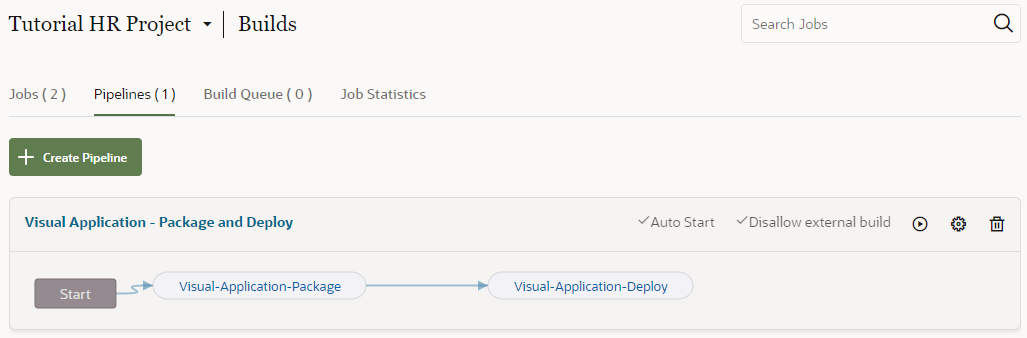 Tutorial HR Project Builds
Search Jobs
Jobs ( 2 ) Pipelines ( 1 ) Build Queue ( 0 ) Job Statistics
Create Pipeline
Visual Application - Package and Deploy Auto Start Disallow external build
Start Visual-Application-Package Visual-Application-Deploy